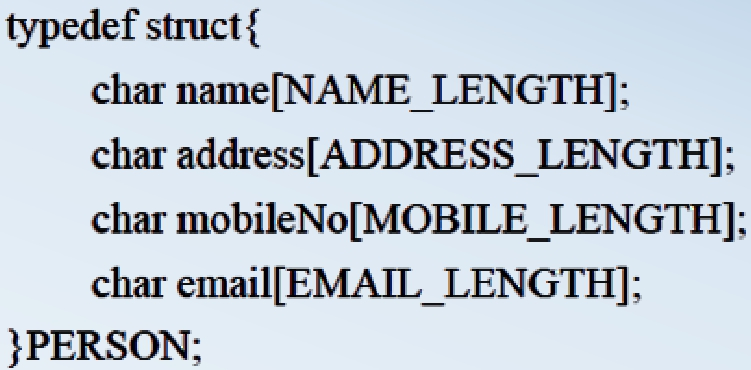 typedef struct{
char name[NAME_LENGTH];
char address[ADDRESS_LENGTH];
char mobileNo[MOBILE_LENGTH];
char email[EMAIL_LENGTH];
}PERSON;